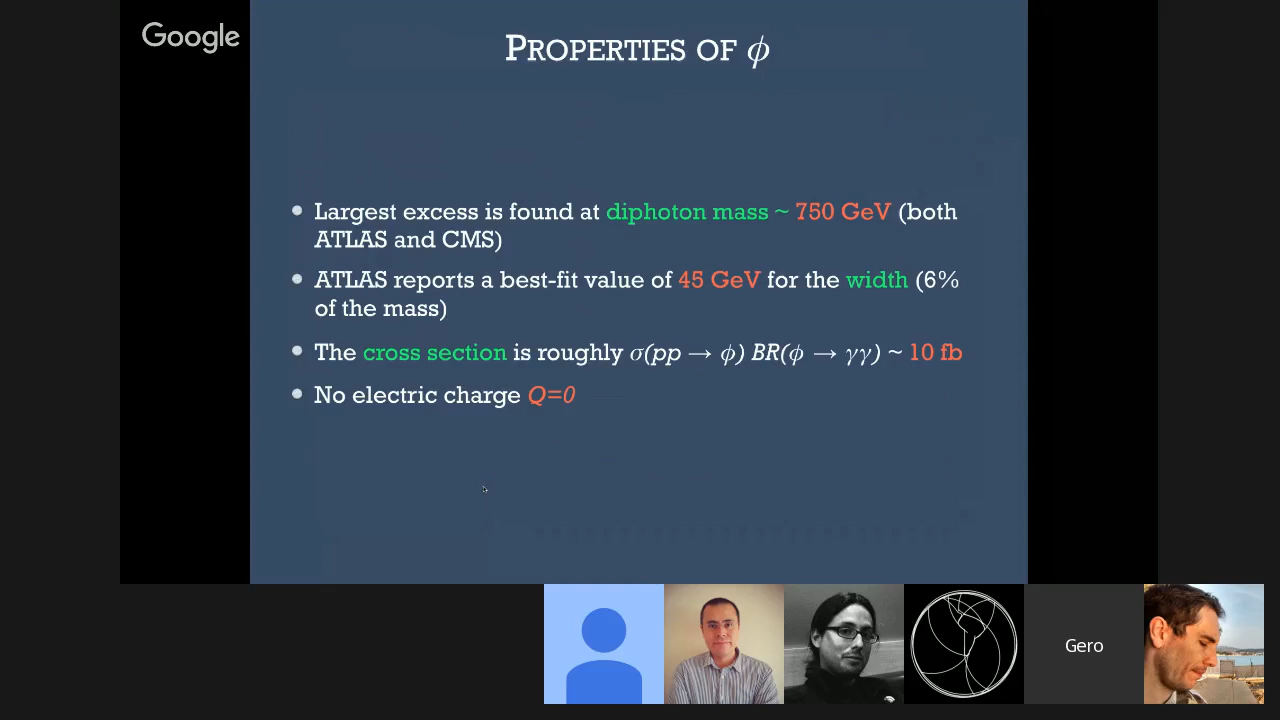 Google
PROPERTIES OF ϕ
Largest excess is found at diphoton mass ~ 750 GeV (both
ATLAS and CMS)
ATLAS reports a best-fit value of 45 GeV for the width (6%
of the mass)
The cross section is roughly σ(pp → ϕ) BR(ϕ → γγ) ~ 10 fb
No electric charge Q=0
Gero